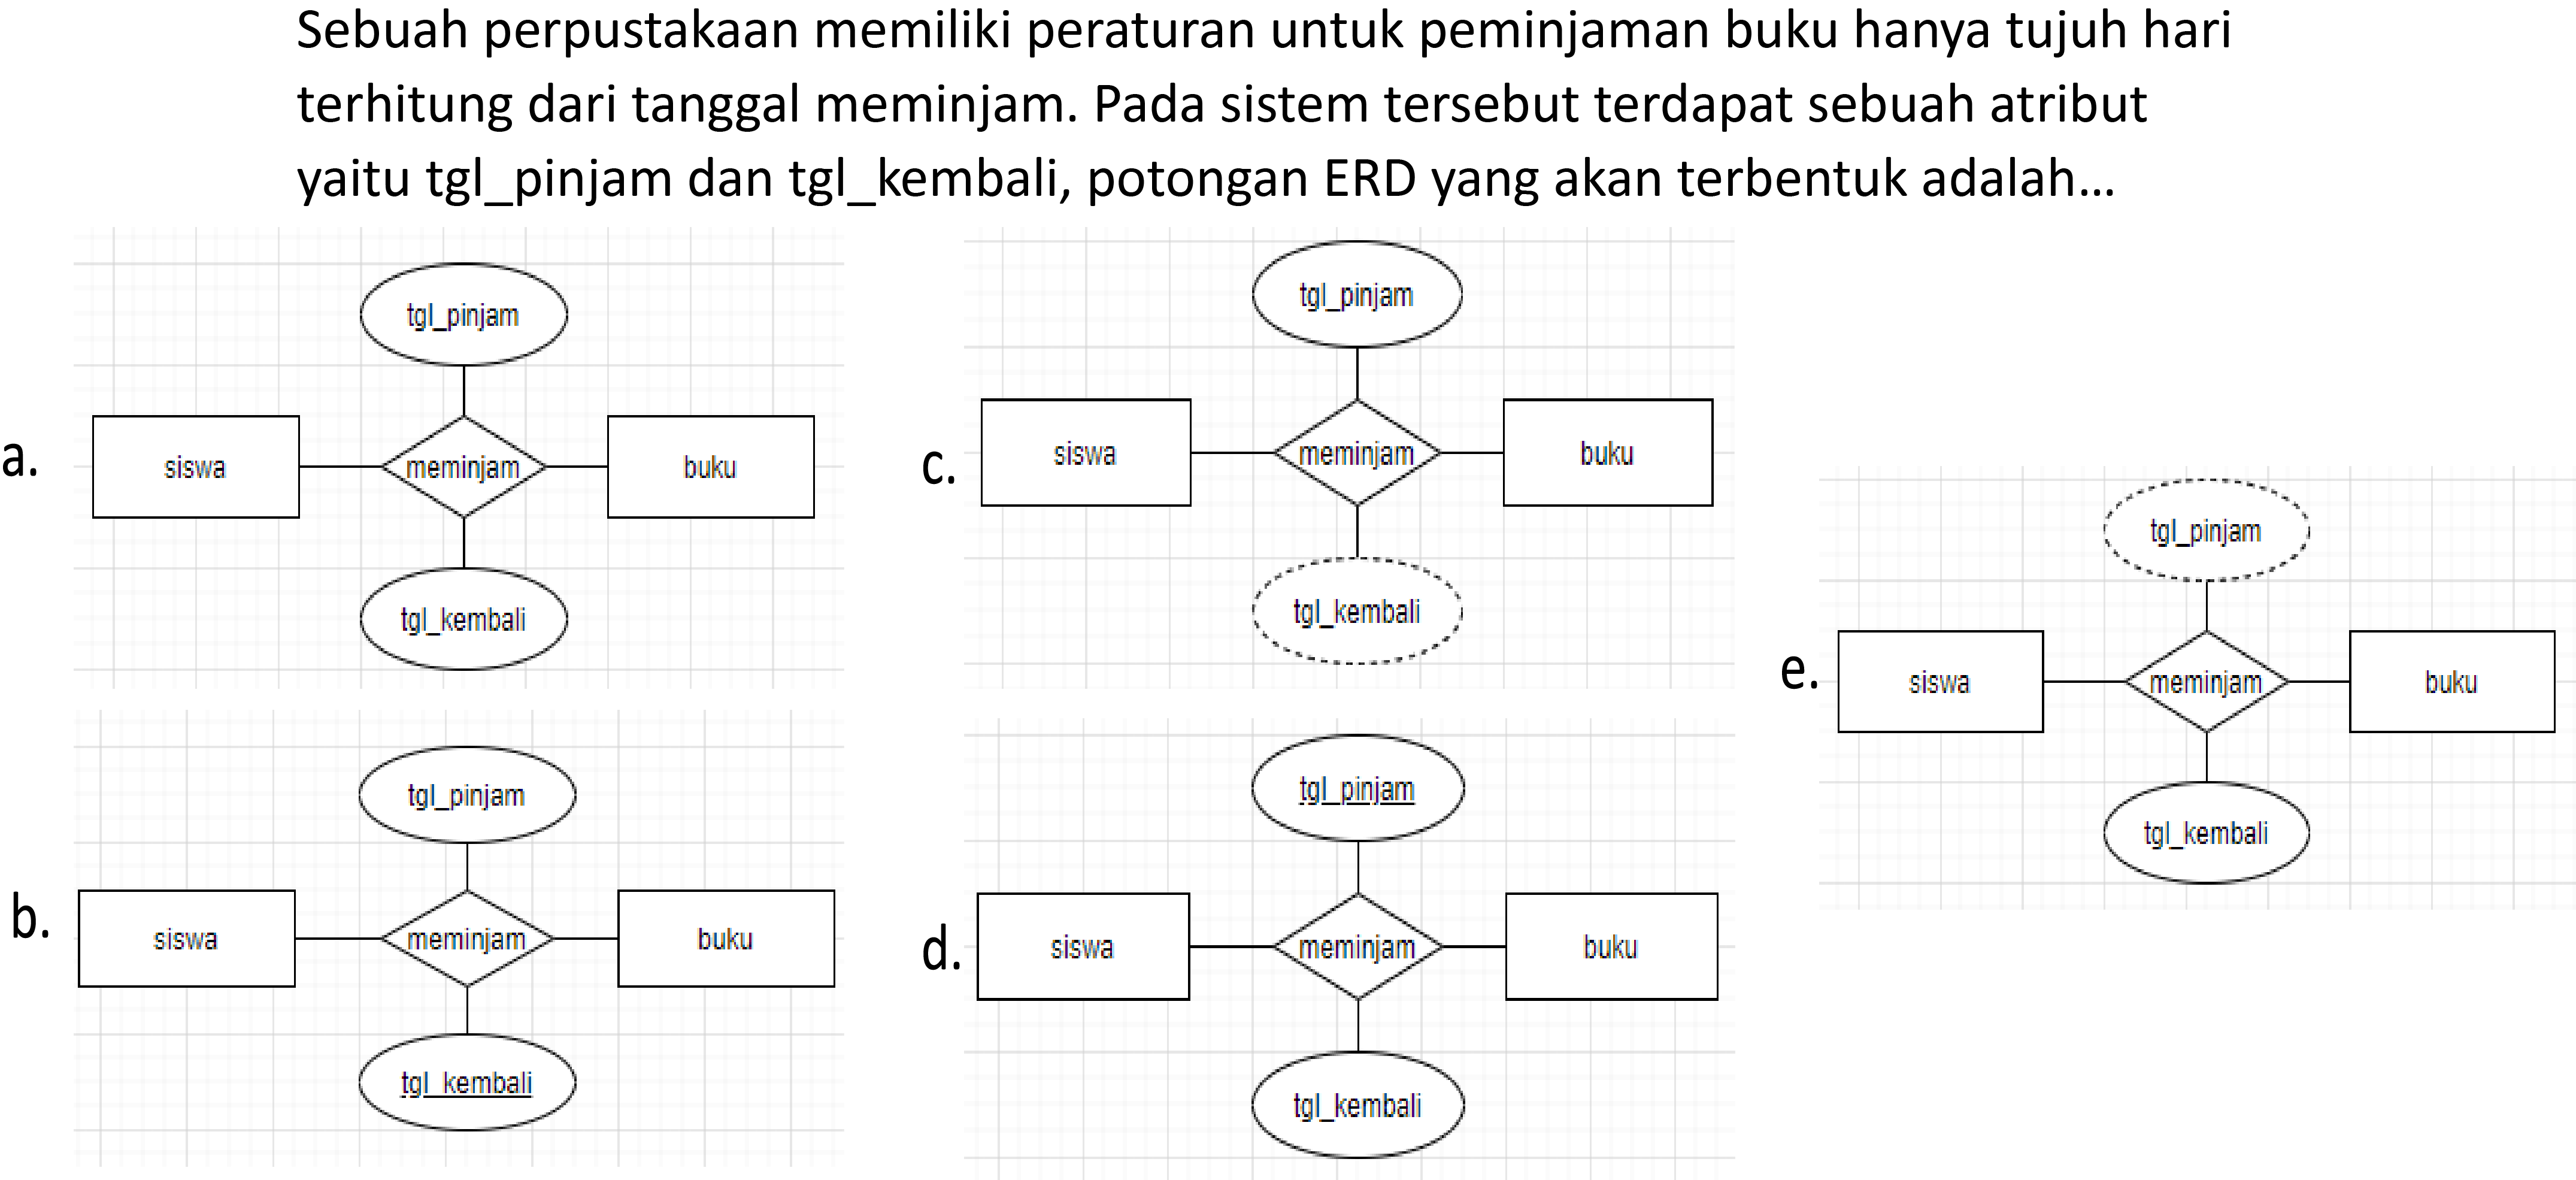 Sebuah perpustakaan memiliki peraturan untuk peminjaman buku hanya tujuh hari
terhitung dari tanggal meminjam. Pada sistem tersebut terdapat sebuah atribut
yaitu tgl_pinjam dan tgl_kembali, potongan ERD yang akan terbentuk adalah...
a.
tgl_pinjam
siswa
meminjam
buku
tgl_kembali
b.
tgl_pinjam
siswa
meminjam
buku
tgl_kembali
c.
tgl_pinjam
siswa
meminjam
buku
tgl_kembali
d.
tgl_pinjam
siswa
meminjam
buku
tgl_kembali
e.
tgl_pinjam
siswa
meminjam
buku
tgl_kembali